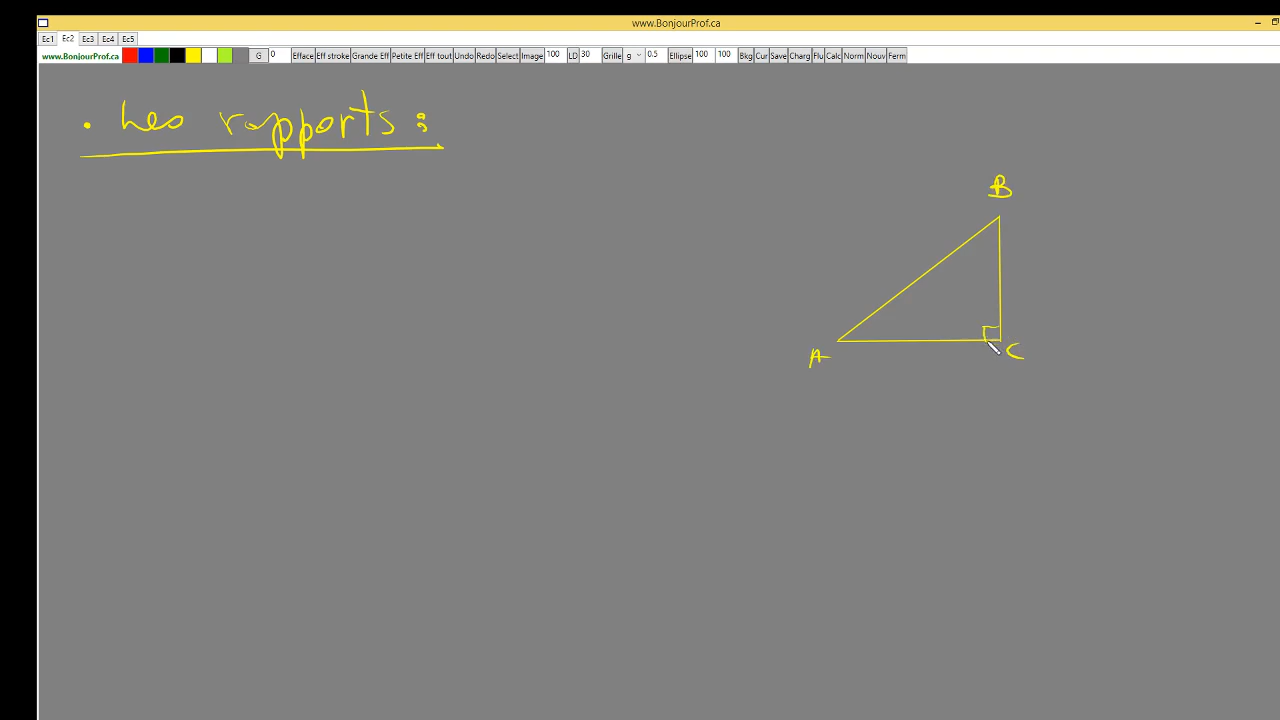 www.BonjourProf.ca
Ec1 Ec2 Ec3 Ec4 Ec5
www.BonjourProf.ca G 0 Efface Eff stroke Grande Eff Petite Eff Eff tout Undo Redo Select Image 100 LD 30 Grille g 0.5 Ellipse 100 100 Bkg Cur Save Charg Flu Calc Norm Nouv Ferm
• Les rapports :
B
A C